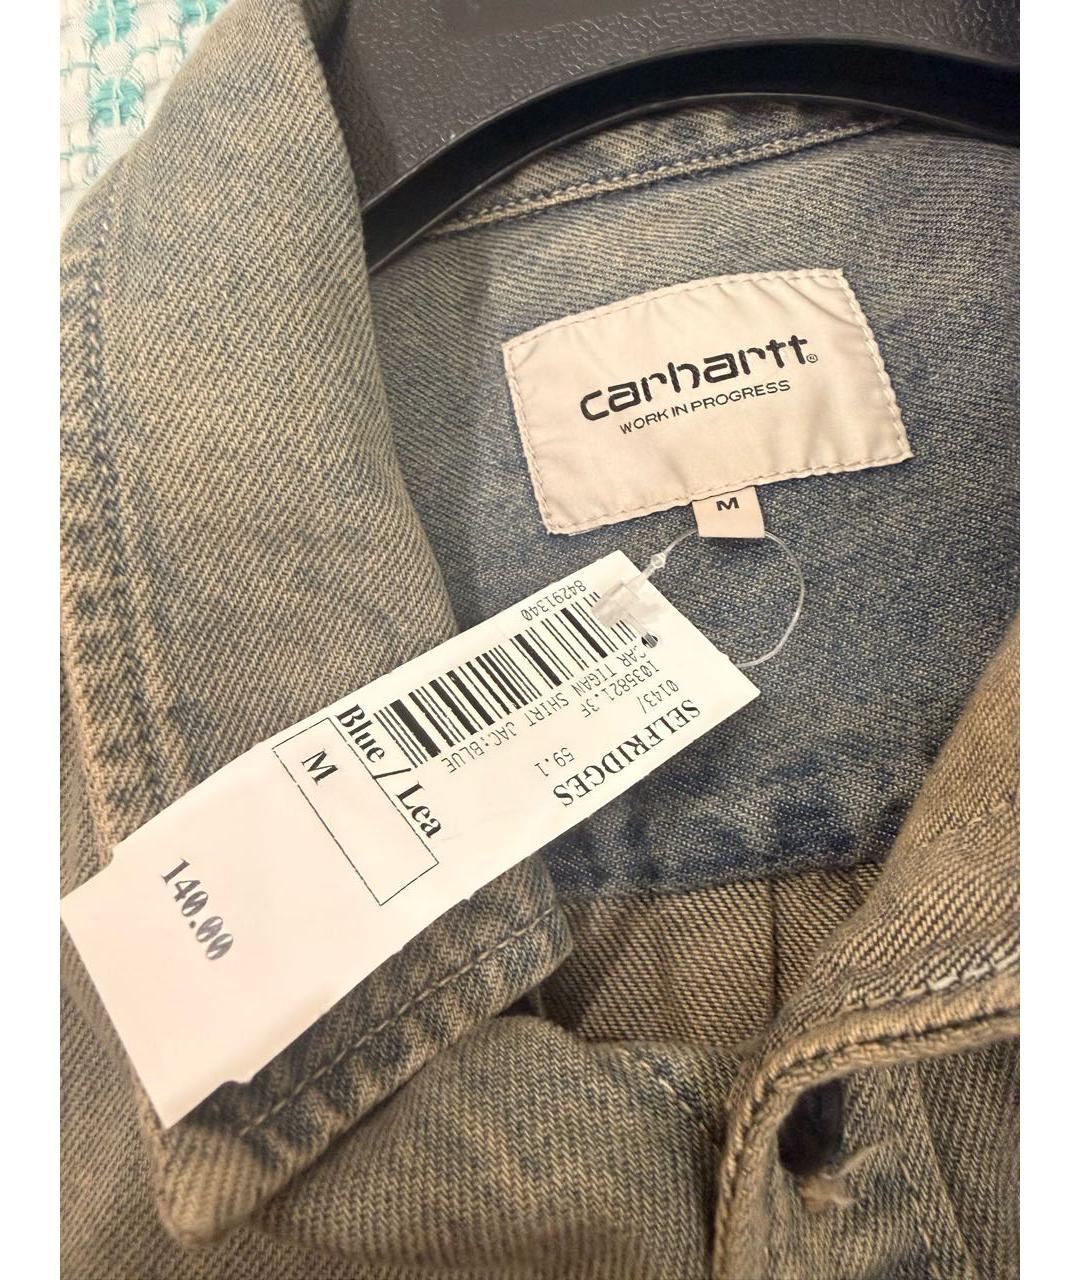 carhartt®
WORK IN PROGRESS
M
84291340
CAR TIGAN SHIRT JAC.BLUE
I035821.3F
0143/
59.1
SELFRIDGES
Blue / Lea
M
140.00